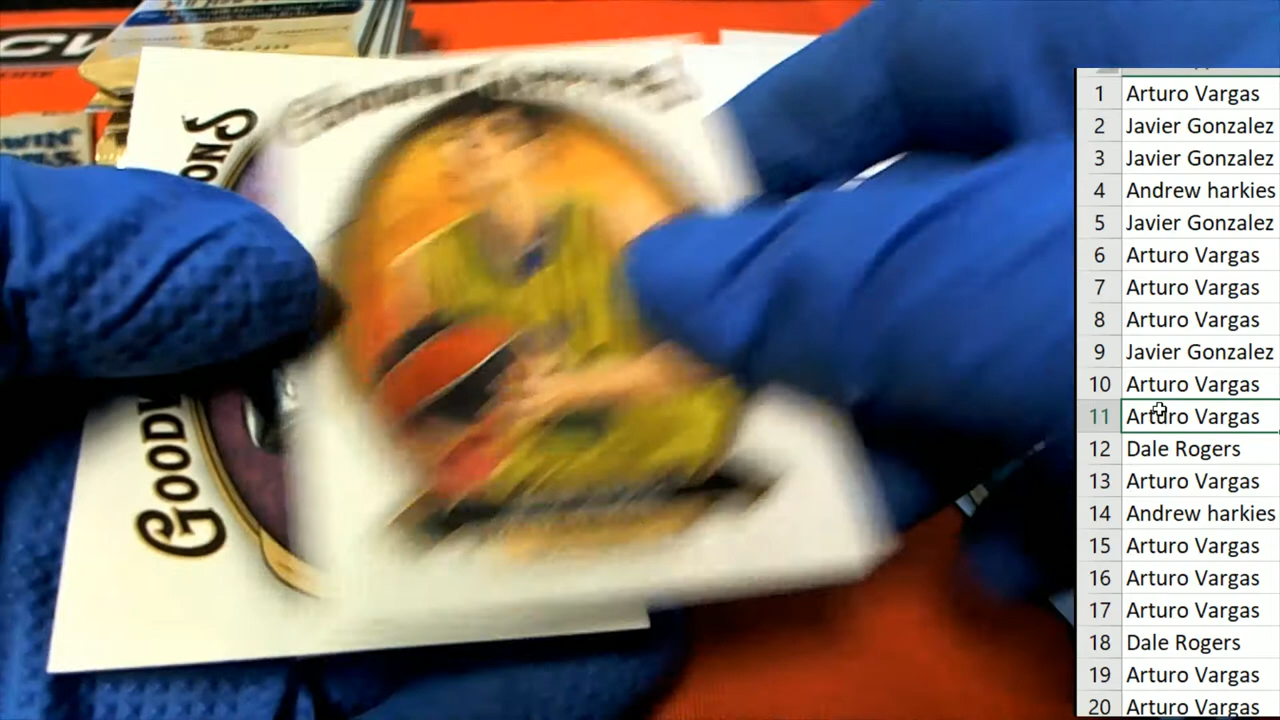 GOODWIN
1 Arturo Vargas
2 Javier Gonzalez
3 Javier Gonzalez
4 Andrew harkies
5 Javier Gonzalez
6 Arturo Vargas
7 Arturo Vargas
8 Arturo Vargas
9 Javier Gonzalez
10 Arturo Vargas
11 Arturo Vargas
12 Dale Rogers
13 Arturo Vargas
14 Andrew harkies
15 Arturo Vargas
16 Arturo Vargas
17 Arturo Vargas
18 Dale Rogers
19 Arturo Vargas
20 Arturo Vargas